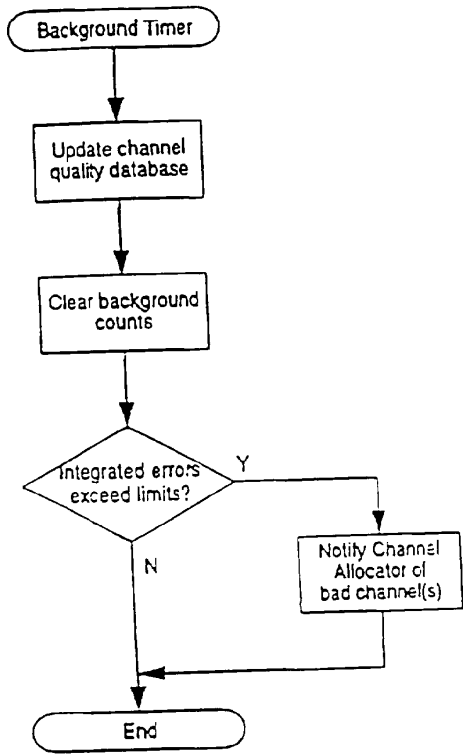 Background Timer
Update channel
quality database
Clear background
counts
Integrated errors
exceed limits?
Y
N
Notify Channel
Allocator of
bad channel(s)
End